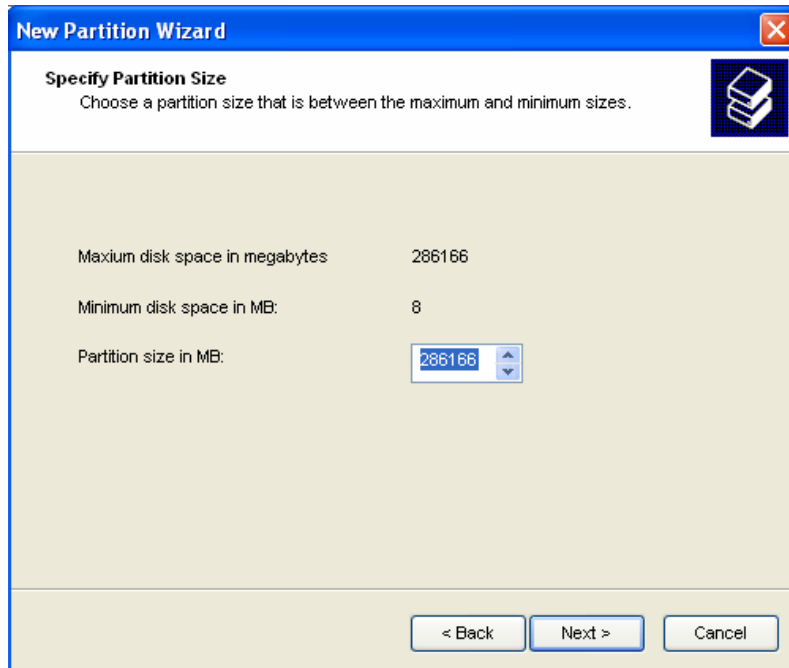 New Partition Wizard
Specify Partition Size
Choose a partition size that is between the maximum and minimum sizes.
Maxium disk space in megabytes 286166
Minimum disk space in MB: 8
Partition size in MB: 286166
< Back Next > Cancel